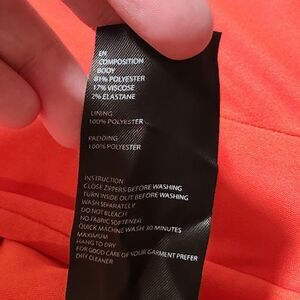 EN
COMPOSITION
BODY
81% POLYESTER
17% VISCOSE
2% ELASTANE
LINING
100% POLYESTER
PADDING
100% POLYESTER
INSTRUCTION
CLOSE ZIPPERS BEFORE WASHING
TURN INSIDE OUT BEFORE WASHING
WASH SEPARATELY
DO NOT BLEACH
NO FABRIC SOFTENER
QUICK MACHINE WASH 30 MINUTES
MAXIMUM
HANG TO DRY
FOR GOOD CARE OF YOUR GARMENT PREFER
DRY CLEANER